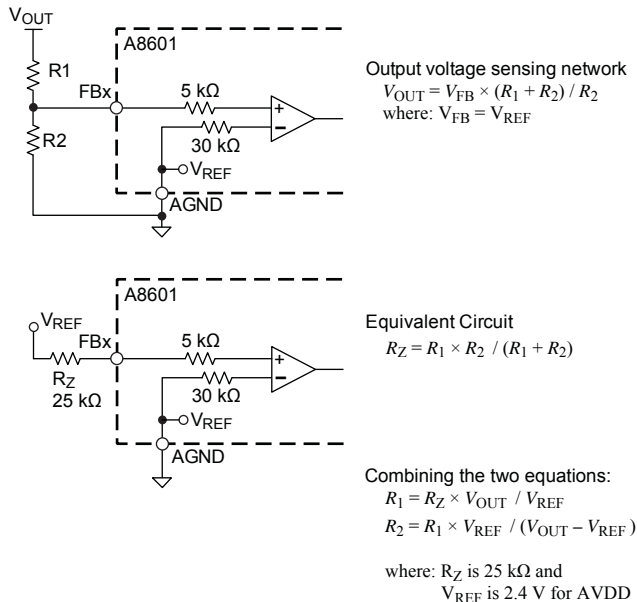 VOUT
A8601
R1
FBx
5 kΩ
+
R2
–
30 kΩ
VREF
AGND
Output voltage sensing network
VOUT = VFB × (R1 + R2) / R2
where: VFB = VREF
A8601
VREF
FBx
5 kΩ
+
RZ
25 kΩ
–
30 kΩ
VREF
AGND
Equivalent Circuit
RZ = R1 × R2 / (R1 + R2)
Combining the two equations:
R1 = RZ × VOUT / VREF
R2 = R1 × VREF / (VOUT – VREF)
where: RZ is 25 kΩ and
VREF is 2.4 V for AVDD